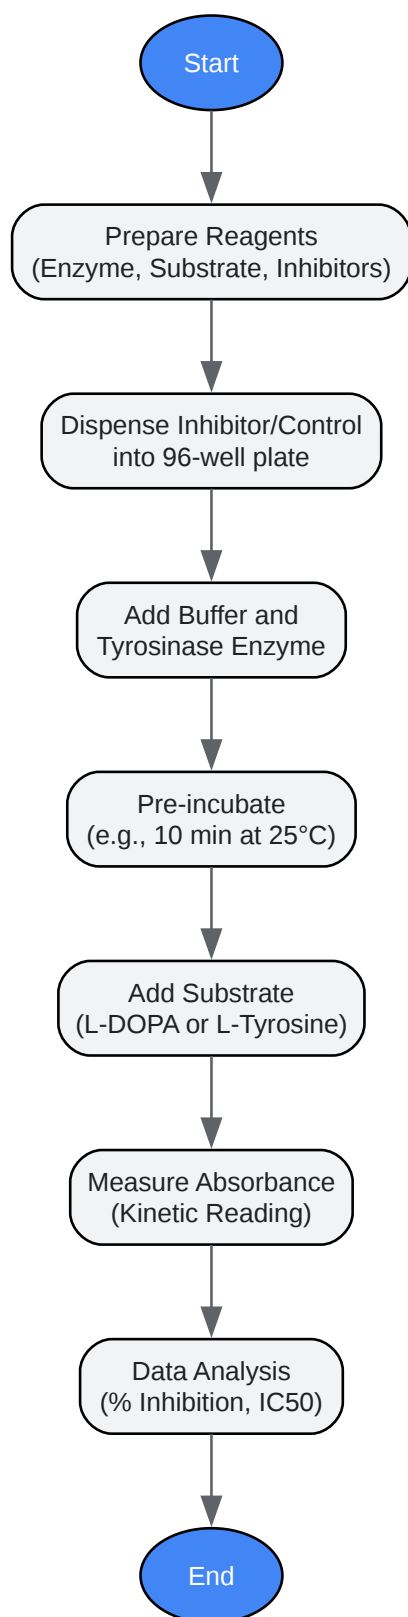 Start
Prepare Reagents
(Enzyme, Substrate, Inhibitors)
Dispense Inhibitor/Control
into 96-well plate
Add Buffer and
Tyrosinase Enzyme
Pre-incubate
(e.g., 10 min at 25°C)
Add Substrate
(L-DOPA or L-Tyrosine)
Measure Absorbance
(Kinetic Reading)
Data Analysis
(% Inhibition, IC50)
End